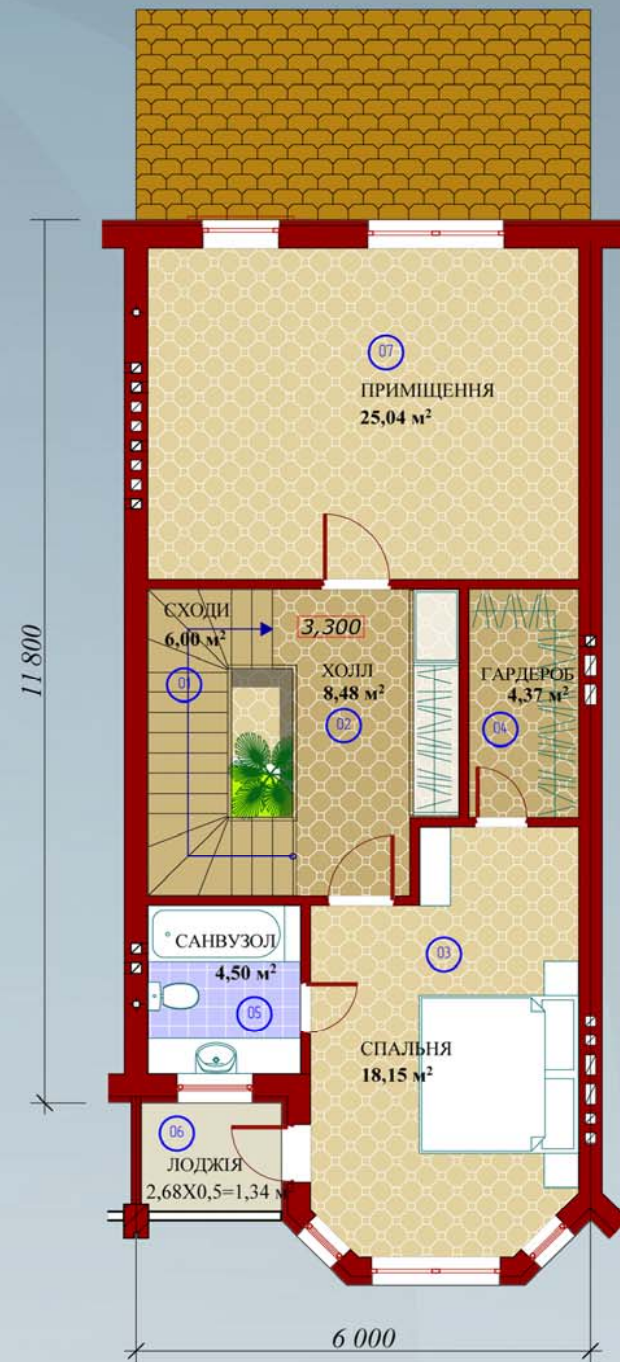 07
ПРИМІЩЕННЯ
25,04 м²
11 800
СХОДИ
6,00 м²
01
3,300
ХОЛЛ
8,48 м²
02
ГАРДЕРОБ
4,37 м²
04
САНВУЗОЛ
4,50 м²
05
03
СПАЛЬНЯ
18,15 м²
06
ЛОДЖІЯ
2,68X0,5=1,34 м
6 000